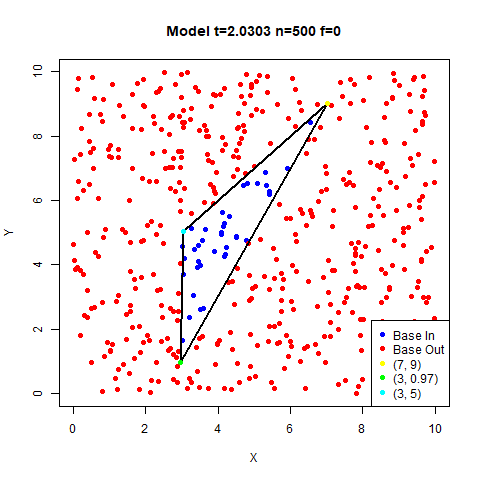 Model t=2.0303 n=500 f=0
Y
10
8
6
4
2
0
Base In
Base Out
(7, 9)
(3, 0.97)
(3, 5)
0 2 4 6 8 10
X